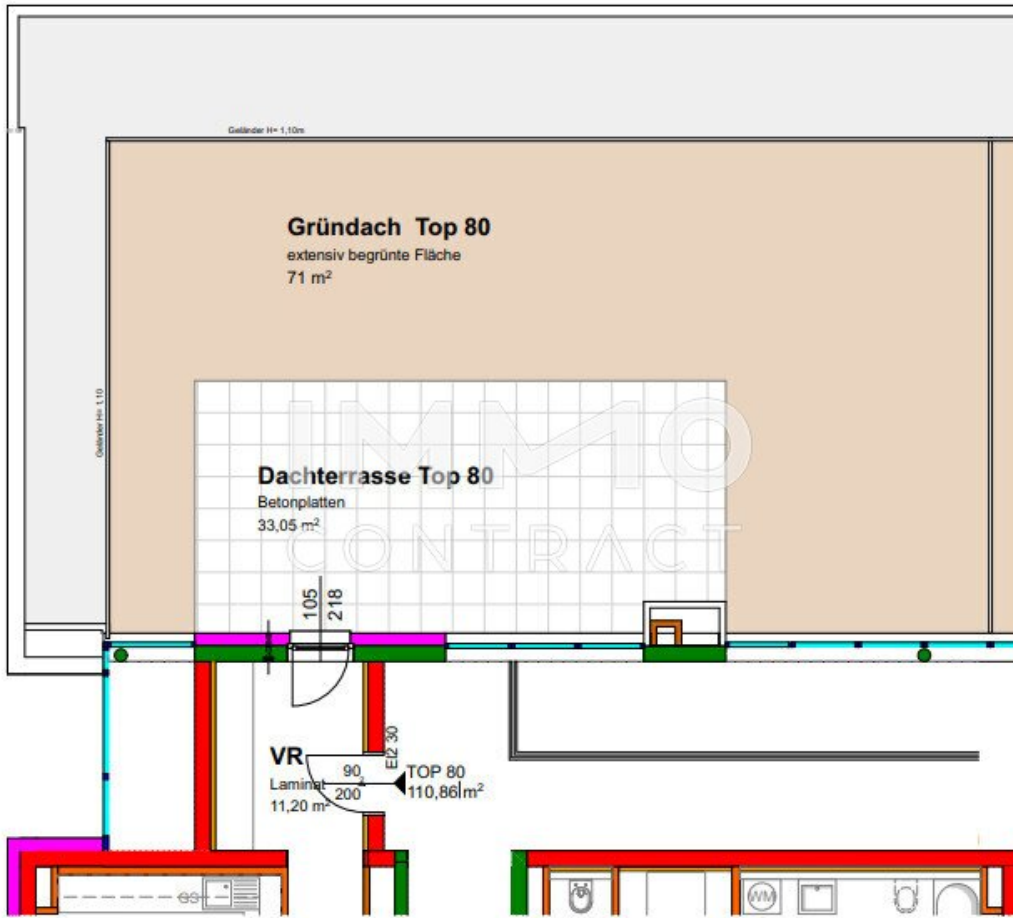 Geländer H= 1,10m
Gründach Top 80
extensiv begrünte Fläche
71 m²
Geländer H= 1,10
IMMO
CONTRACT
Dachterrasse Top 80
Betonplatten
33,05 m²
105
218
VR
Laminat
11,20 m²
90
200
EI2 30
TOP 80
110,86 m²
GS
WM